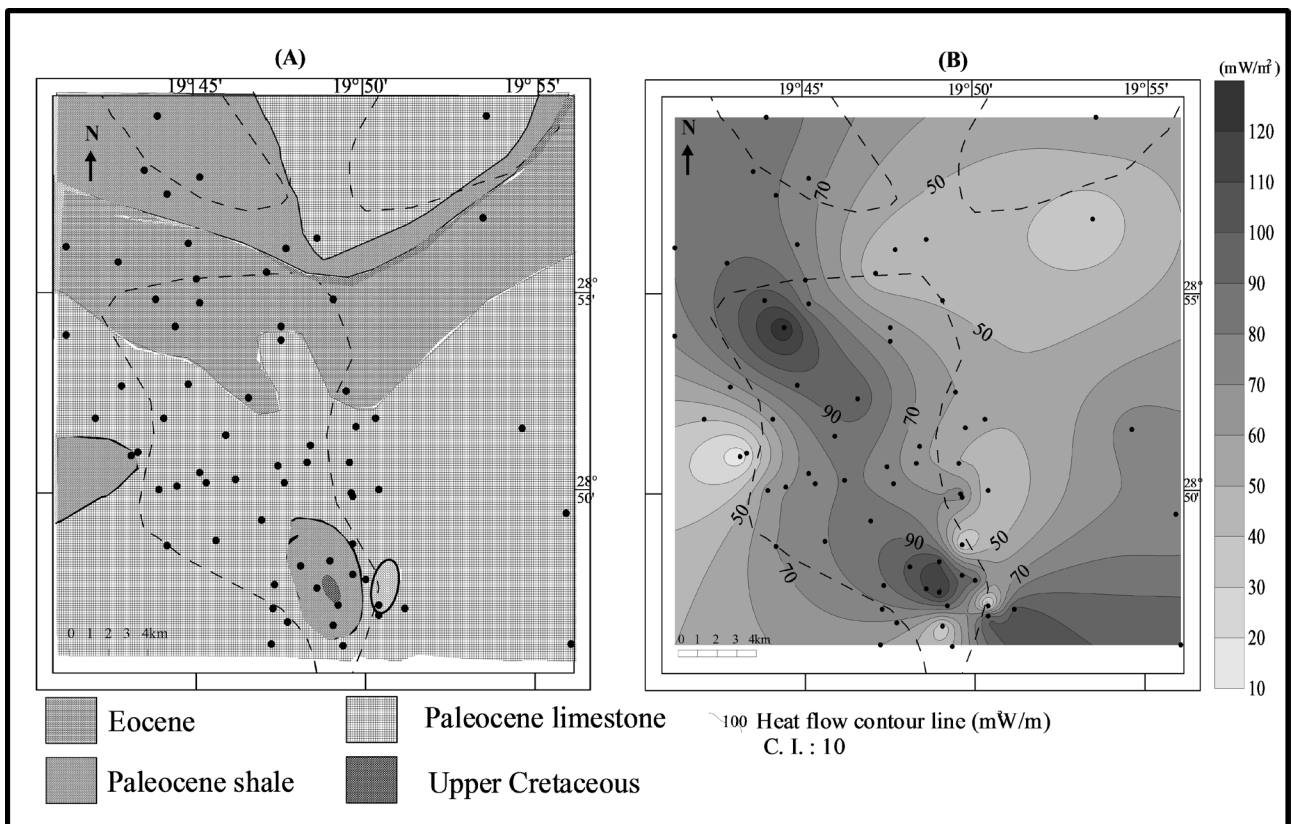 (A)
19° 45' 19° 50' 19° 55'
N
28°
55'
28°
50'
0 1 2 3 4km
(B)
19° 45' 19° 50' 19° 55'
N
70
50
50
90
70
50
50
90
70
70
28°
55'
28°
50'
0 1 2 3 4km
(mW/m²)
120
110
100
90
80
70
60
50
40
30
20
10
Eocene
Paleocene limestone
Paleocene shale
Upper Cretaceous
100 Heat flow contour line (m²W/m)
C. I. : 10